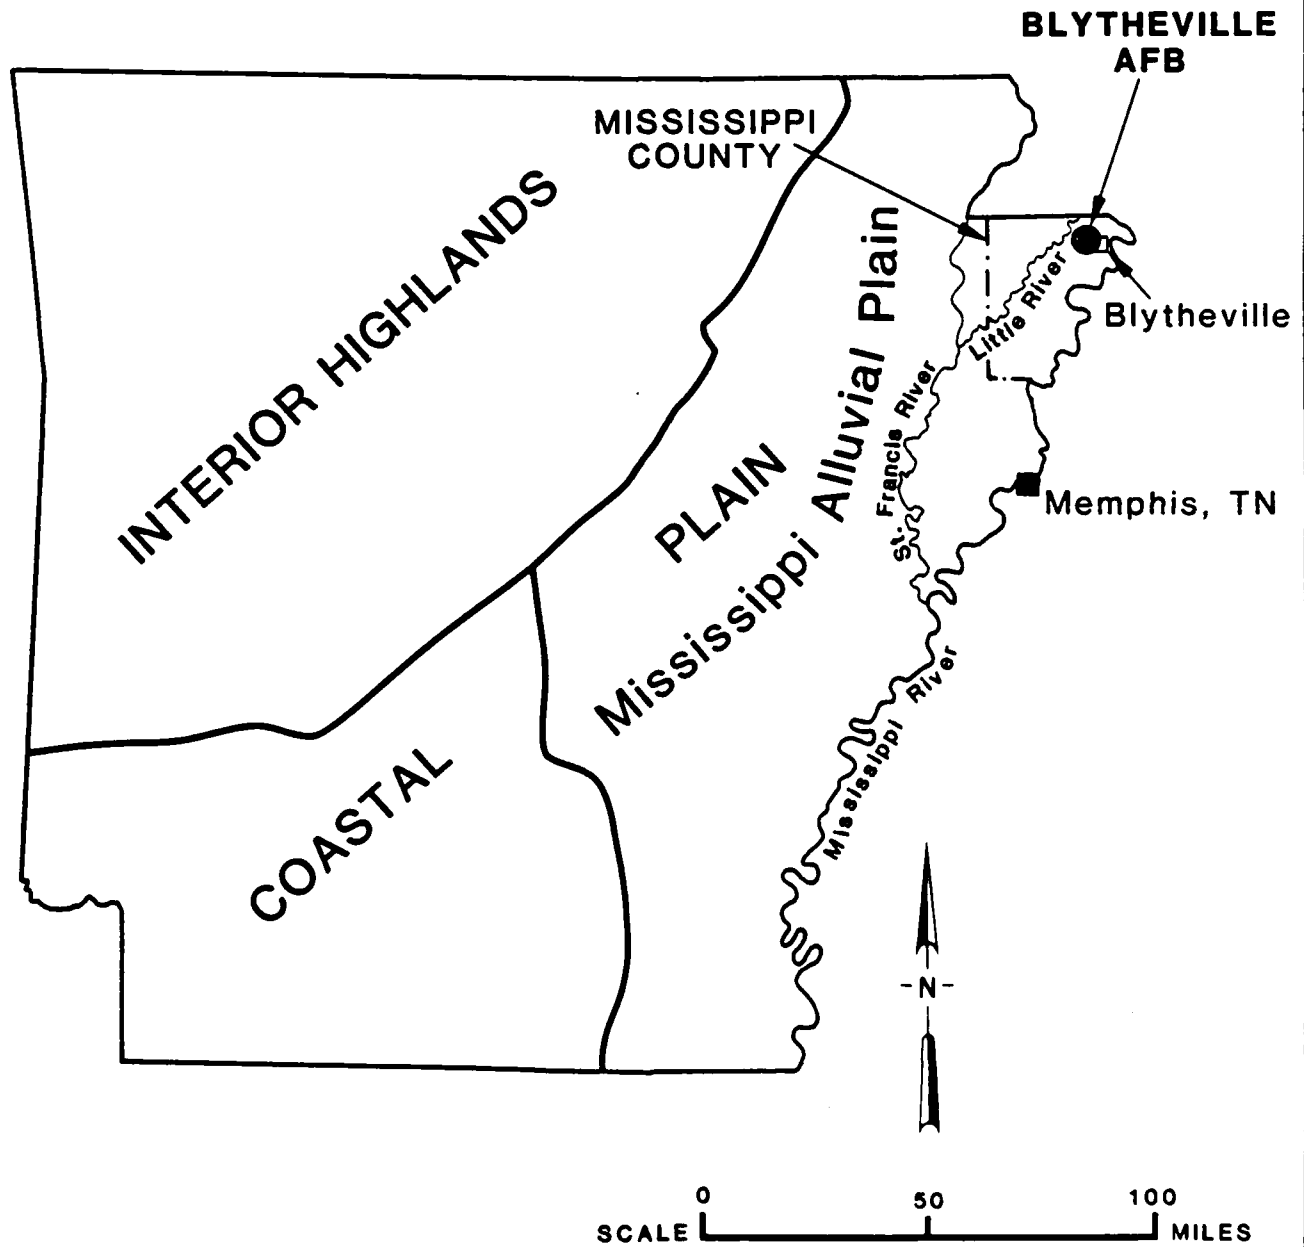 BLYTHEVILLE
AFB
MISSISSIPPI
COUNTY
INTERIOR HIGHLANDS
Little River
Blytheville
St. Francis River
PLAIN
Mississippi Alluvial Plain
Memphis, TN
Mississippi River
COASTAL
-N-
0 50 100
SCALE MILES